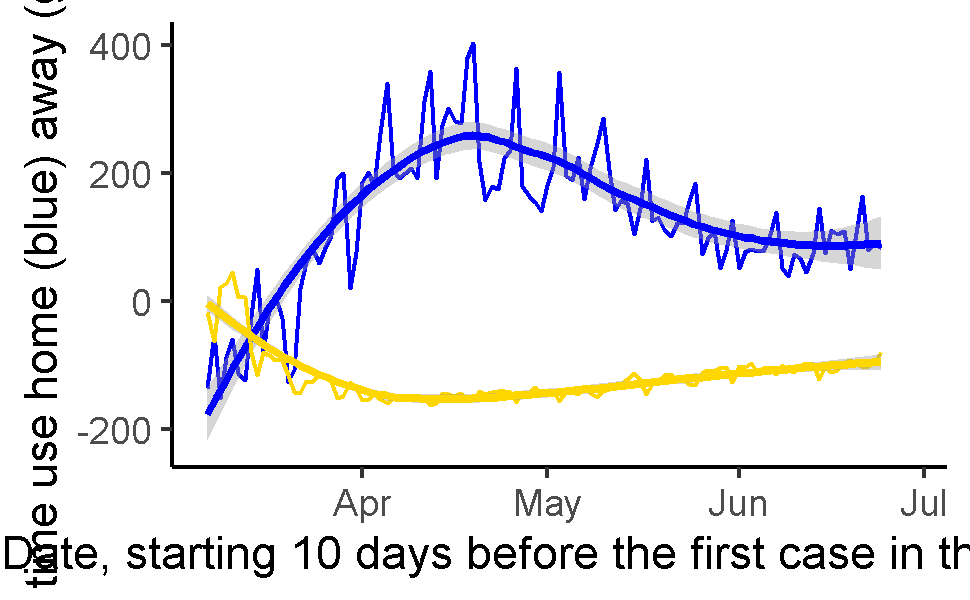 time use home (blue) away (
400
200
0
-200
Apr May Jun Jul
Date, starting 10 days before the first case in th